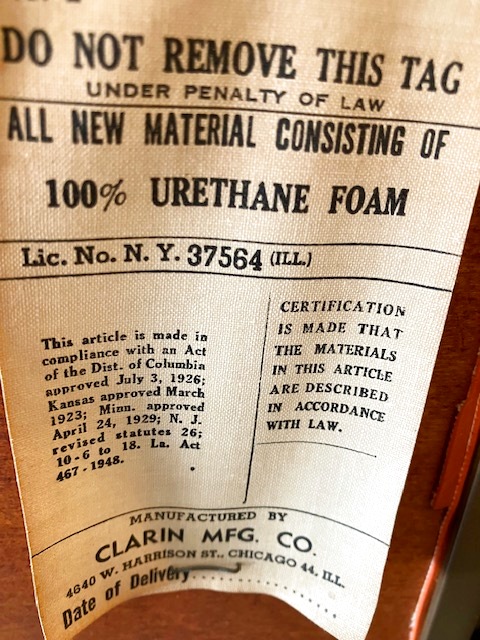 DO NOT REMOVE THIS TAG
UNDER PENALTY OF LAW
ALL NEW MATERIAL CONSISTING OF
100% URETHANE FOAM
Lic. No. N. Y. 37564 (ILL.)
This article is made in
compliance with an Act
of the Dist. of Columbia
approved July 3, 1926;
Kansas approved March
1923; Minn. approved
April 24, 1929; N. J.
revised statutes 26;
10-6 to 18. La. Act
467-1948.
CERTIFICATION
IS MADE THAT
THE MATERIALS
IN THIS ARTICLE
ARE DESCRIBED
IN ACCORDANCE
WITH LAW.
MANUFACTURED BY
CLARIN MFG. CO.
4640 W. HARRISON ST., CHICAGO 44, ILL.
Date of Delivery....................